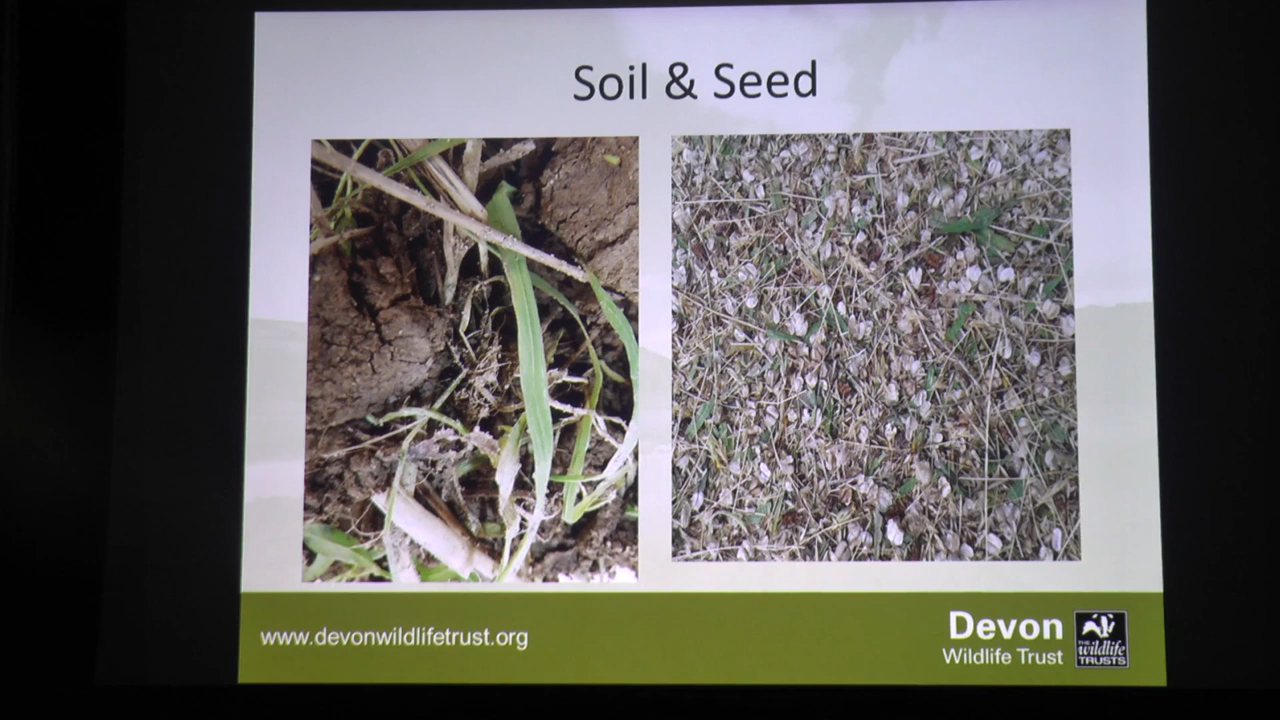 Soil & Seed
www.devonwildlifetrust.org
Devon
Wildlife Trust
THE
wildlife
TRUSTS